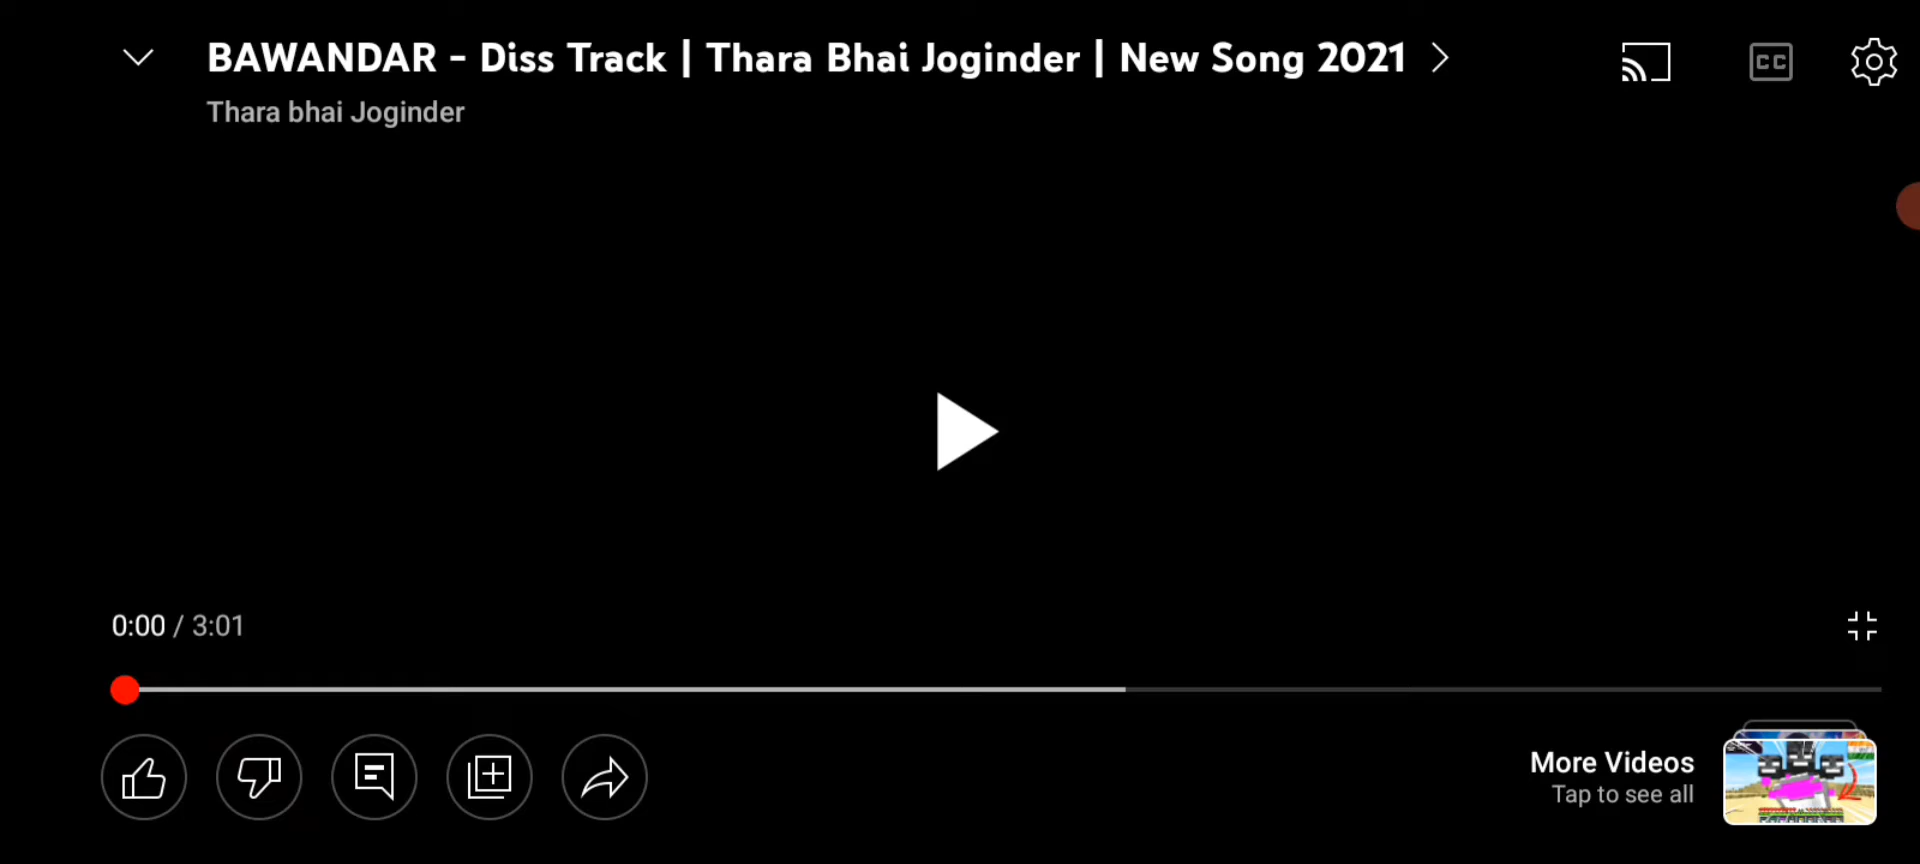 BAWANDAR - Diss Track | Thara Bhai Joginder | New Song 2021
Thara bhai Joginder
CC
0:00 / 3:01
More Videos
Tap to see all